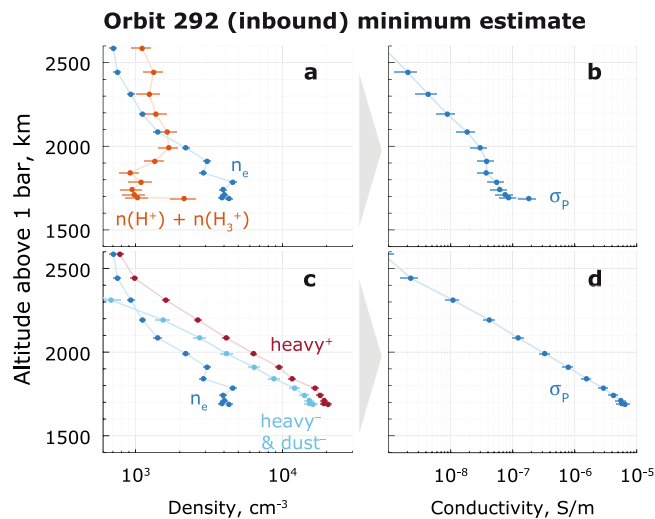 Orbit 292 (inbound) minimum estimate
Altitude above 1 bar, km
2500
2000
1500
a
nₑ
n(H⁺) + n(H₃⁺)
b
σₚ
2500
2000
1500
c
heavy⁺
nₑ
heavy⁻
& dust⁻
d
σₚ
10³
10⁴
10⁻⁸
10⁻⁷
10⁻⁶
10⁻⁵
Density, cm⁻³
Conductivity, S/m